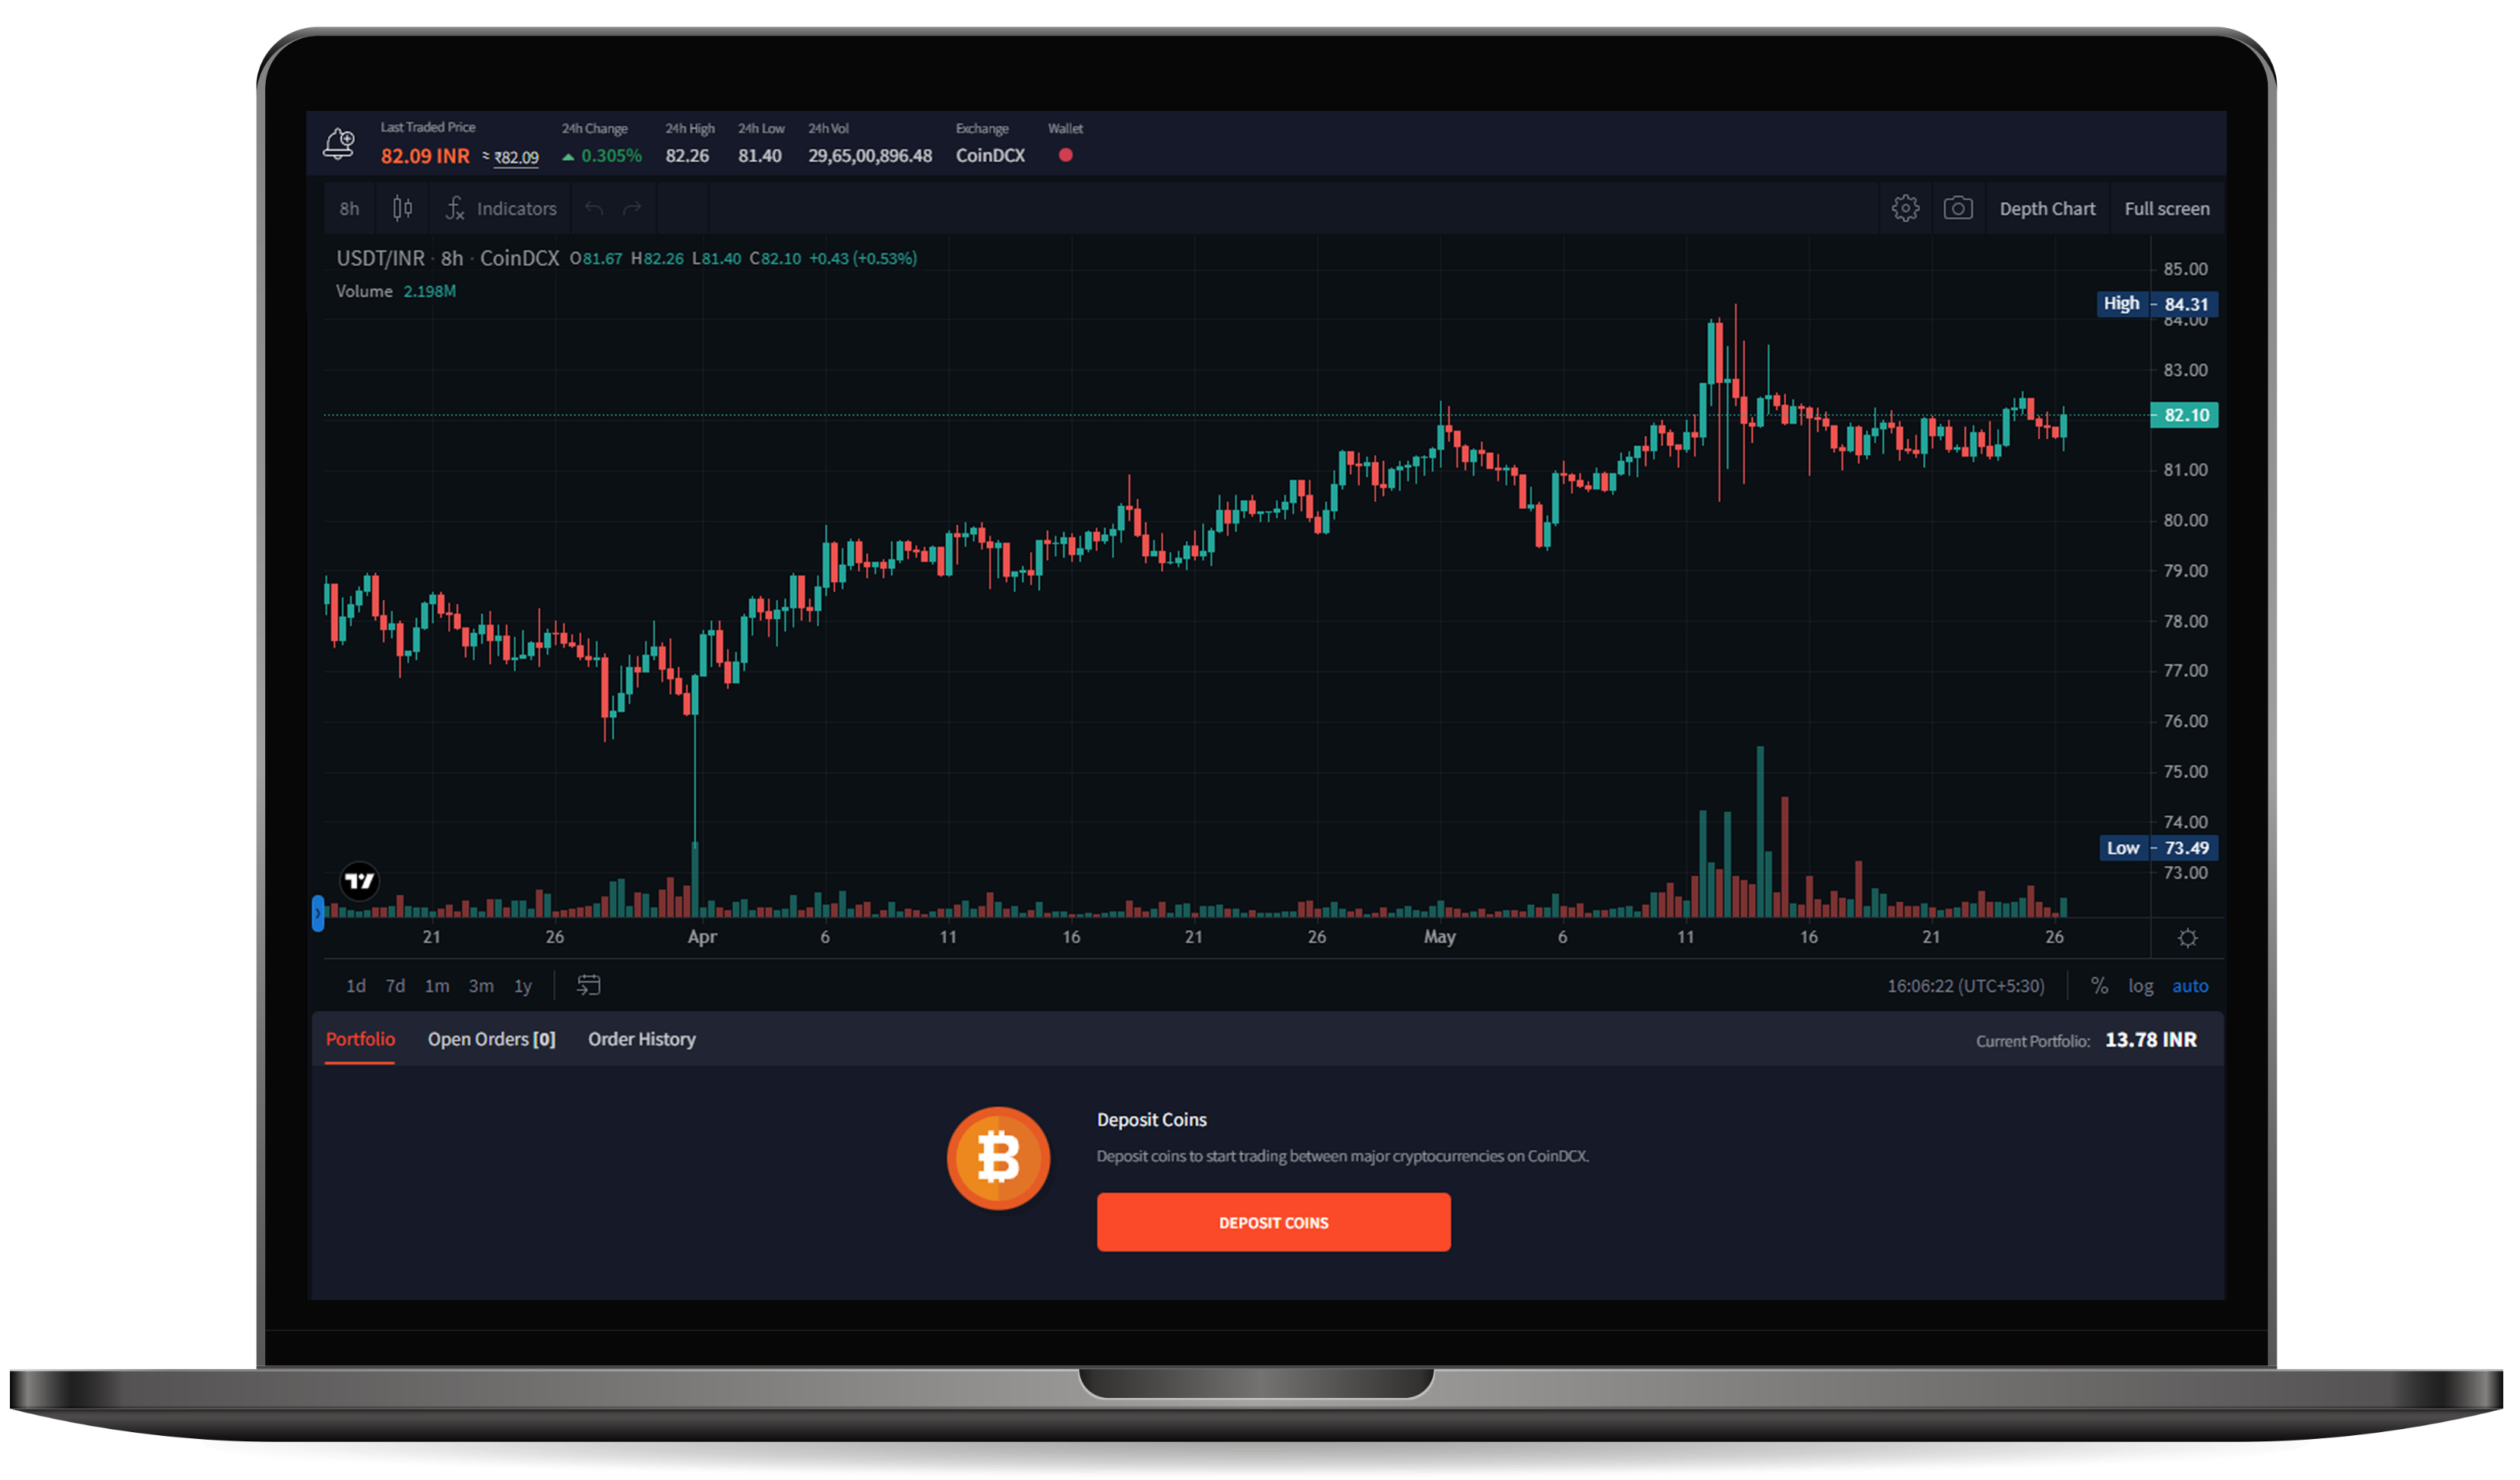 Last Traded Price 24h Change 24h High 24h Low 24h Vol Exchange Wallet
82.09 INR ≈ ₹82.09 0.305% 82.26 81.40 29,65,00,896.48 CoinDCX
8h fx Indicators Depth Chart Full screen
USDT/INR · 8h · CoinDCX O81.67 H82.26 L81.40 C82.10 +0.43 (+0.53%)
Volume 2.198M
85.00
High 84.31
84.00
83.00
82.10
81.00
80.00
79.00
78.00
77.00
76.00
75.00
74.00
Low 73.49
73.00
21 26 Apr 6 11 16 21 26 May 6 11 16 21 26
1d 7d 1m 3m 1y 16:06:22 (UTC+5:30) % log auto
Portfolio Open Orders [0] Order History Current Portfolio: 13.78 INR
Deposit Coins
Deposit coins to start trading between major cryptocurrencies on CoinDCX.
DEPOSIT COINS